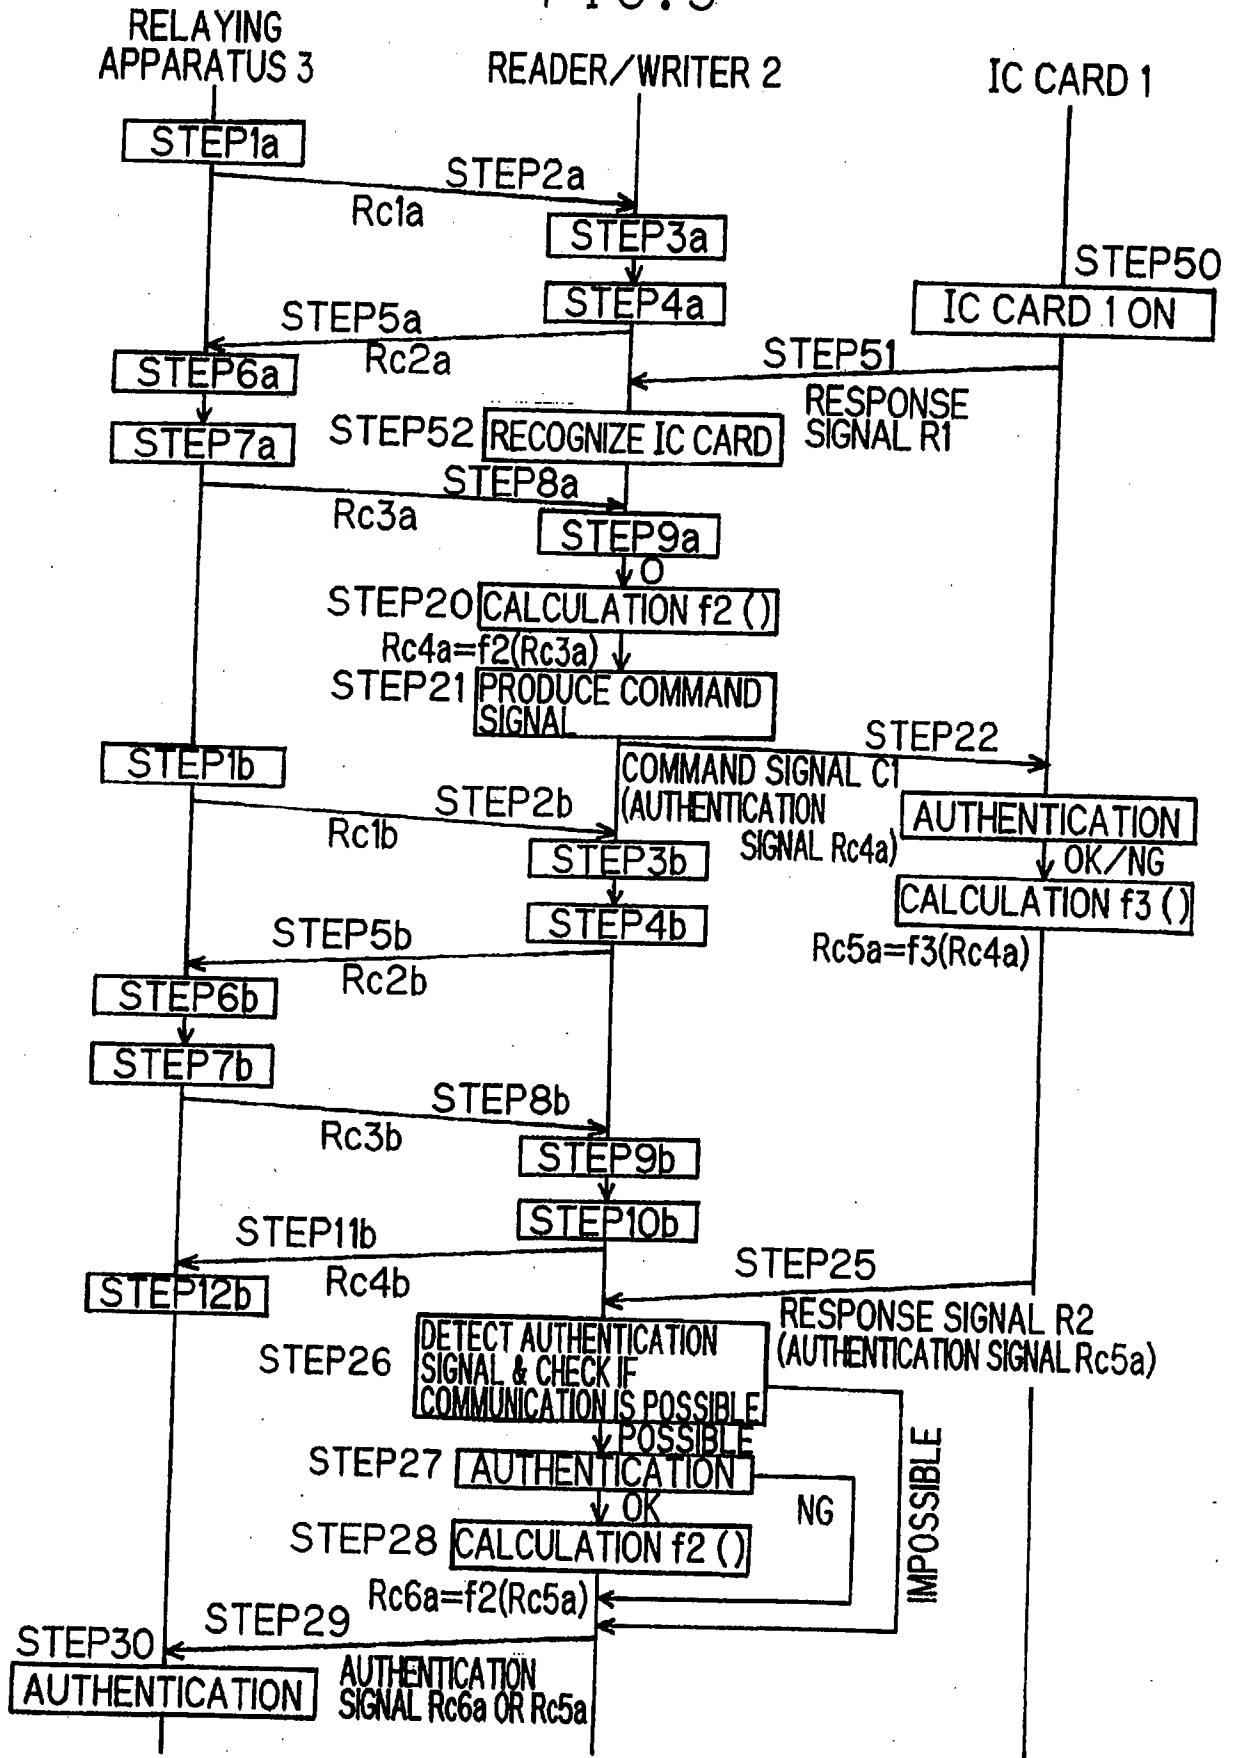 FIG.5
RELAYING
APPARATUS 3
READER/WRITER 2
IC CARD 1
STEP1a
STEP2a
Rc1a
STEP3a
STEP50
STEP4a
IC CARD 1 ON
STEP5a
Rc2a
STEP51
STEP6a
RESPONSE
SIGNAL R1
STEP7a
STEP52
RECOGNIZE IC CARD
STEP8a
Rc3a
STEP9a
O
STEP20
CALCULATION f2 ()
Rc4a=f2(Rc3a)
STEP21
PRODUCE COMMAND
SIGNAL
STEP22
STEP1b
COMMAND SIGNAL C1
(AUTHENTICATION
SIGNAL Rc4a)
STEP2b
Rc1b
AUTHENTICATION
OK/NG
STEP3b
CALCULATION f3 ()
STEP4b
Rc5a=f3(Rc4a)
STEP5b
Rc2b
STEP6b
STEP7b
STEP8b
Rc3b
STEP9b
STEP10b
STEP11b
Rc4b
STEP25
STEP12b
RESPONSE SIGNAL R2
(AUTHENTICATION SIGNAL Rc5a)
STEP26
DETECT AUTHENTICATION
SIGNAL & CHECK IF
COMMUNICATION IS POSSIBLE
POSSIBLE
IMPOSSIBLE
STEP27
AUTHENTICATION
NG
OK
STEP28
CALCULATION f2 ()
Rc6a=f2(Rc5a)
STEP29
STEP30
AUTHENTICATION
AUTHENTICATION
SIGNAL Rc6a OR Rc5a